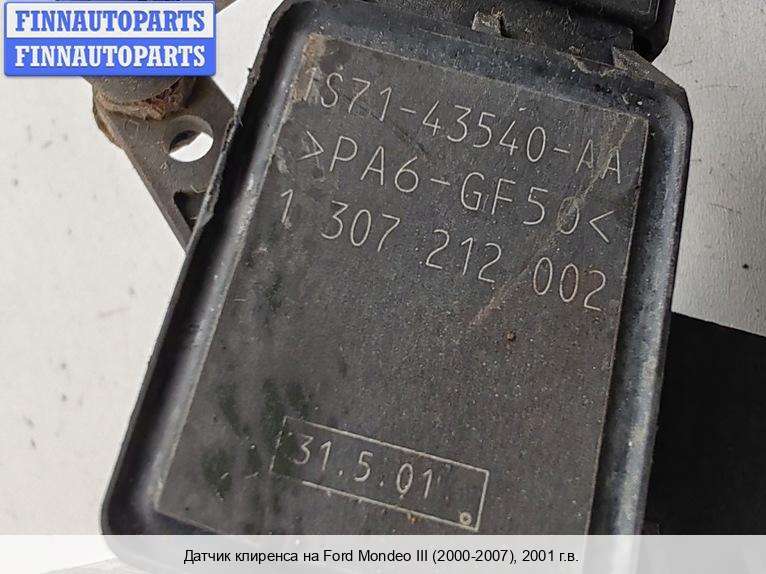 FINNAUTOPARTS
FINNAUTOPARTS
1S71-43540-AA
>PA6-GF50<
1 307 212 002
31.5.01
Датчик клиренса на Ford Mondeo III (2000-2007), 2001 г.в.